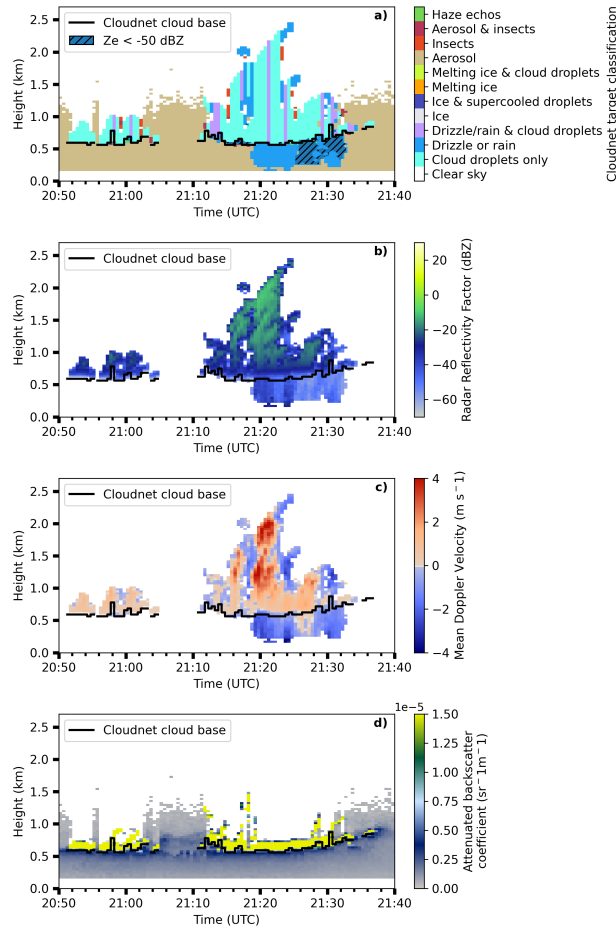 a)
Cloudnet cloud base
Ze < -50 dBZ
2.5
2.0
1.5
1.0
0.5
0.0
Height (km)
20:50 21:00 21:10 21:20 21:30 21:40
Time (UTC)
Haze echos
Aerosol & insects
Insects
Aerosol
Melting ice & cloud droplets
Melting ice
Ice & supercooled droplets
Ice
Drizzle/rain & cloud droplets
Drizzle or rain
Cloud droplets only
Clear sky
Cloudnet target classification
b)
Cloudnet cloud base
2.5
2.0
1.5
1.0
0.5
0.0
Height (km)
20:50 21:00 21:10 21:20 21:30 21:40
Time (UTC)
20
0
−20
−40
−60
Radar Reflectivity Factor (dBZ)
c)
Cloudnet cloud base
2.5
2.0
1.5
1.0
0.5
0.0
Height (km)
20:50 21:00 21:10 21:20 21:30 21:40
Time (UTC)
4
2
0
−2
−4
Mean Doppler Velocity (m s⁻¹)
d)
Cloudnet cloud base
2.5
2.0
1.5
1.0
0.5
0.0
Height (km)
20:50 21:00 21:10 21:20 21:30 21:40
Time (UTC)
1e−5
1.50
1.25
1.00
0.75
0.50
0.25
0.00
Attenuated backscatter
coefficient (sr⁻¹m⁻¹)